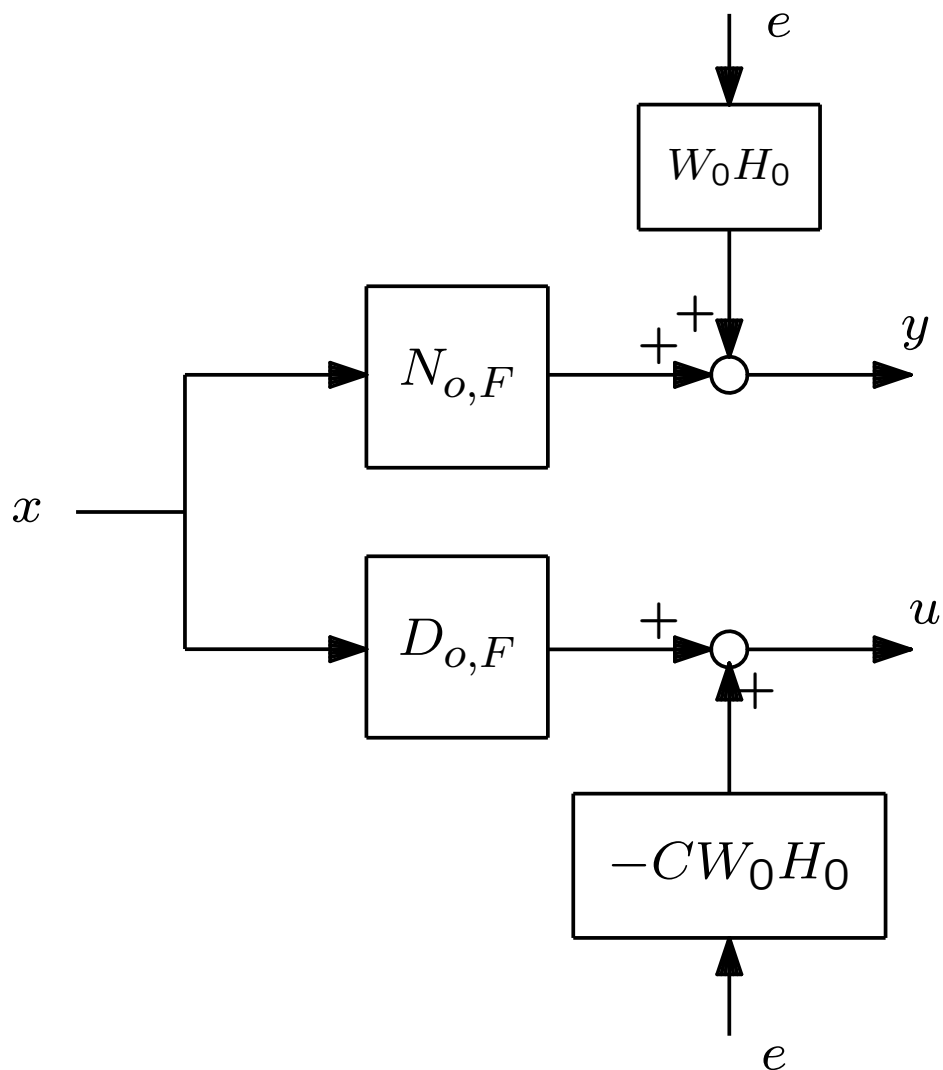 e
W₀H₀
+
+
y
N_{o,F}
x
+
u
D_{o,F}
+
−CW₀H₀
e